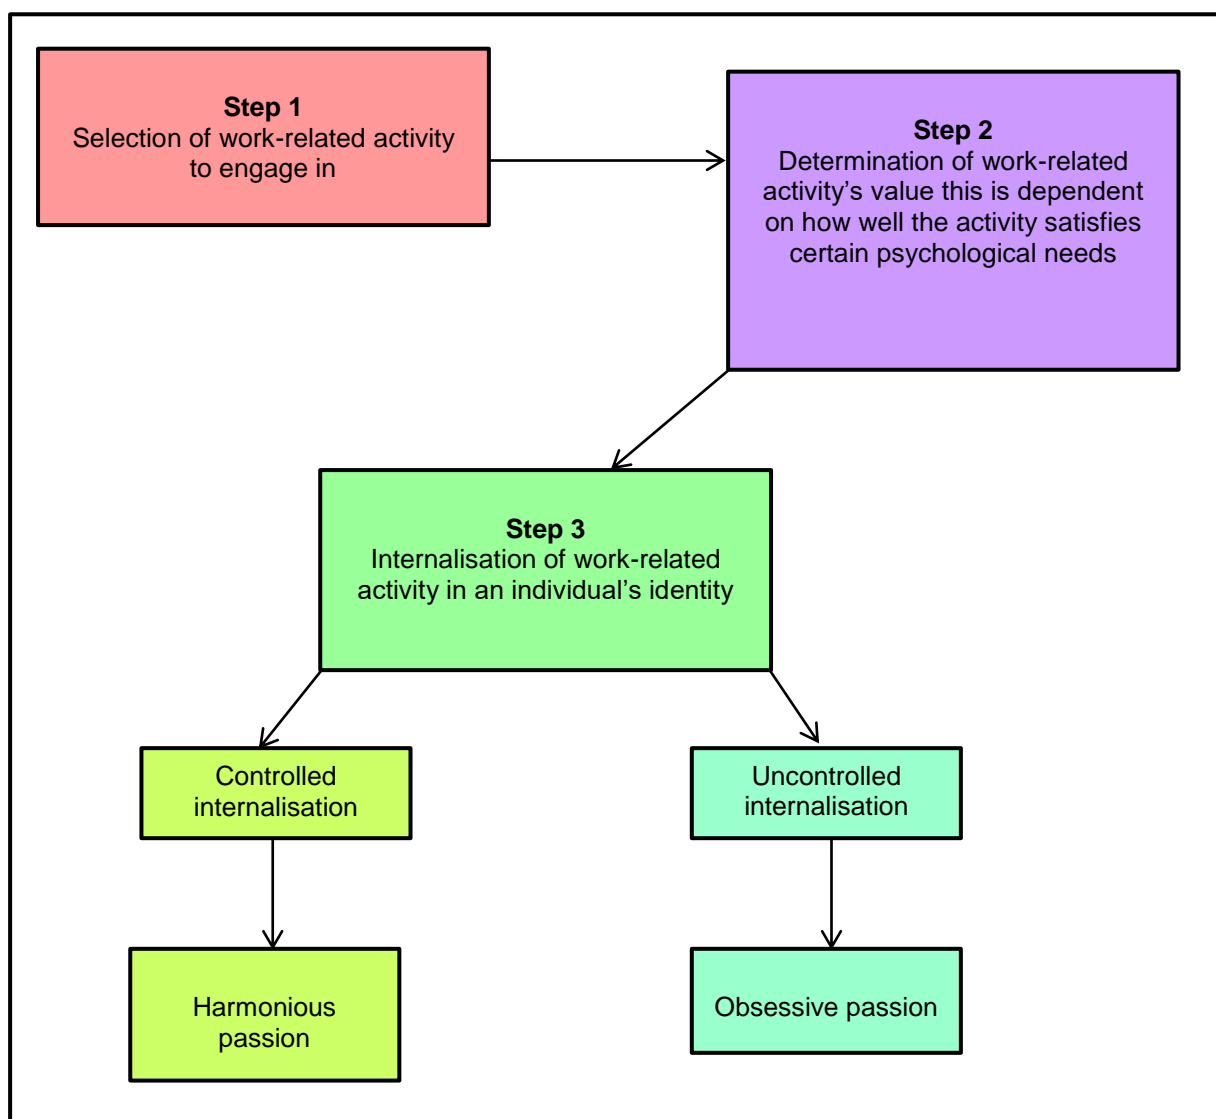 Step 1
Selection of work-related activity
to engage in
Step 2
Determination of work-related
activity's value this is dependent
on how well the activity satisfies
certain psychological needs
Step 3
Internalisation of work-related
activity in an individual's identity
Controlled
internalisation
Uncontrolled
internalisation
Harmonious
passion
Obsessive passion